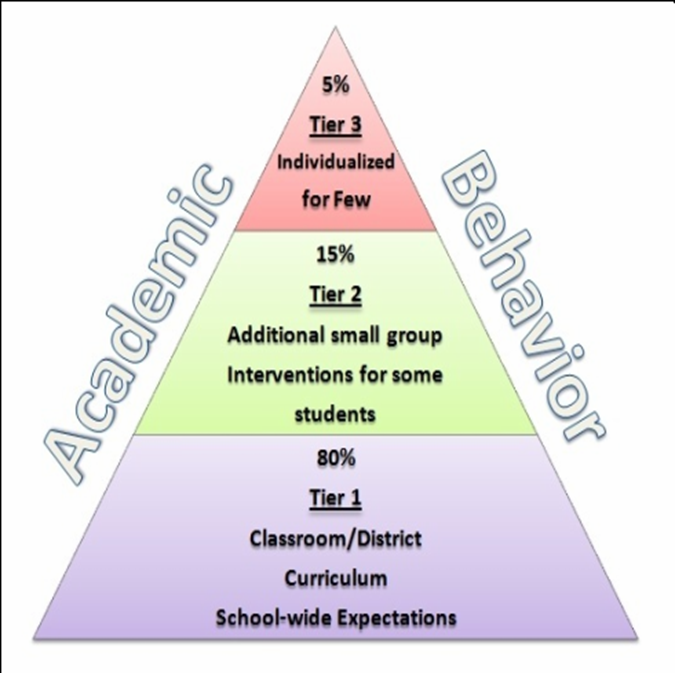 5%
Tier 3
Individualized
for Few
Academic
Behavior
15%
Tier 2
Additional small group
Interventions for some
students
80%
Tier 1
Classroom/District
Curriculum
School-wide Expectations